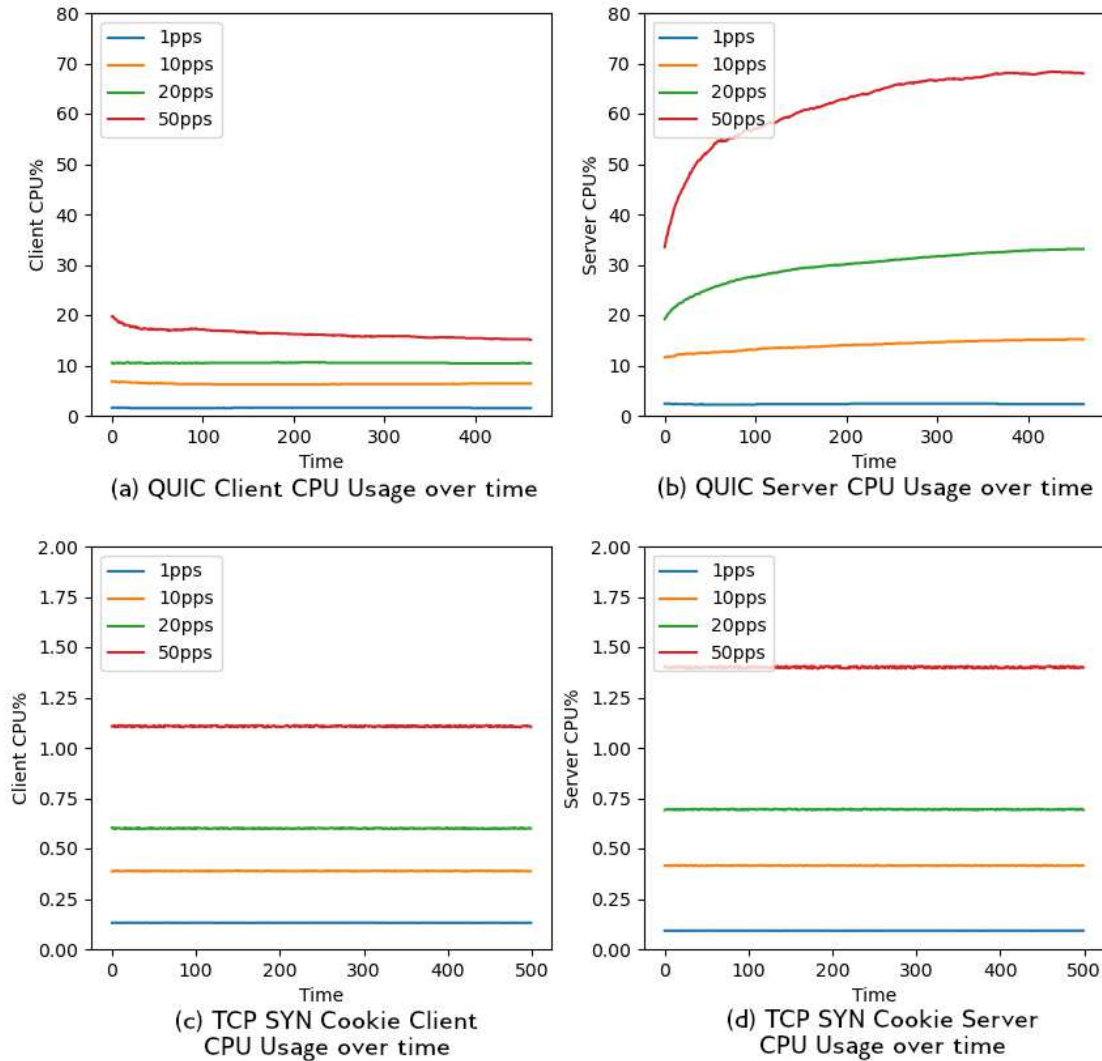 80
70
60
50
40
30
20
10
0
Client CPU%
1pps
10pps
20pps
50pps
0 100 200 300 400
Time
(a) QUIC Client CPU Usage over time
80
70
60
50
40
30
20
10
0
Server CPU%
1pps
10pps
20pps
50pps
0 100 200 300 400
Time
(b) QUIC Server CPU Usage over time
2.00
1.75
1.50
1.25
1.00
0.75
0.50
0.25
0.00
Client CPU%
1pps
10pps
20pps
50pps
0 100 200 300 400 500
Time
(c) TCP SYN Cookie Client
CPU Usage over time
2.00
1.75
1.50
1.25
1.00
0.75
0.50
0.25
0.00
Server CPU%
1pps
10pps
20pps
50pps
0 100 200 300 400 500
Time
(d) TCP SYN Cookie Server
CPU Usage over time